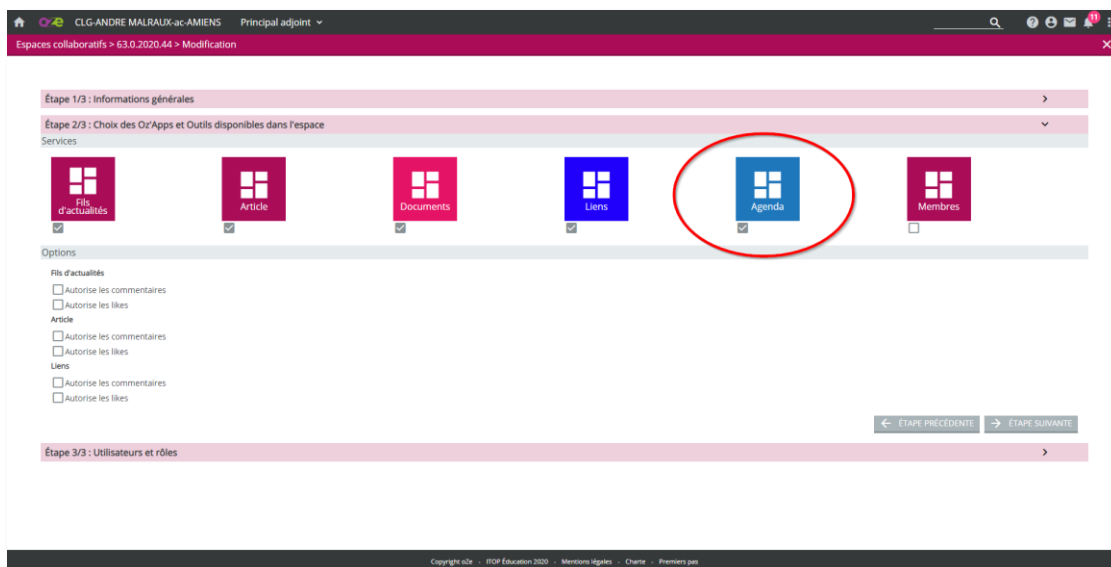 oZe CLG-ANDRE MALRAUX-ac-AMIENS Principal adjoint 11
Espaces collaboratifs > 63.0.2020.44 > Modification
Étape 1/3 : Informations générales
Étape 2/3 : Choix des Oz'Apps et Outils disponibles dans l'espace
Services
Fils d'actualités
Article
Documents
Liens
Agenda
Membres
Options
Fils d'actualités
Autorise les commentaires
Autorise les likes
Article
Autorise les commentaires
Autorise les likes
Liens
Autorise les commentaires
Autorise les likes
ÉTAPE PRÉCÉDENTE ÉTAPE SUIVANTE
Étape 3/3 : Utilisateurs et rôles
Copyright oZe - ITOP Éducation 2020 - Mentions légales - Charte - Premiers pas